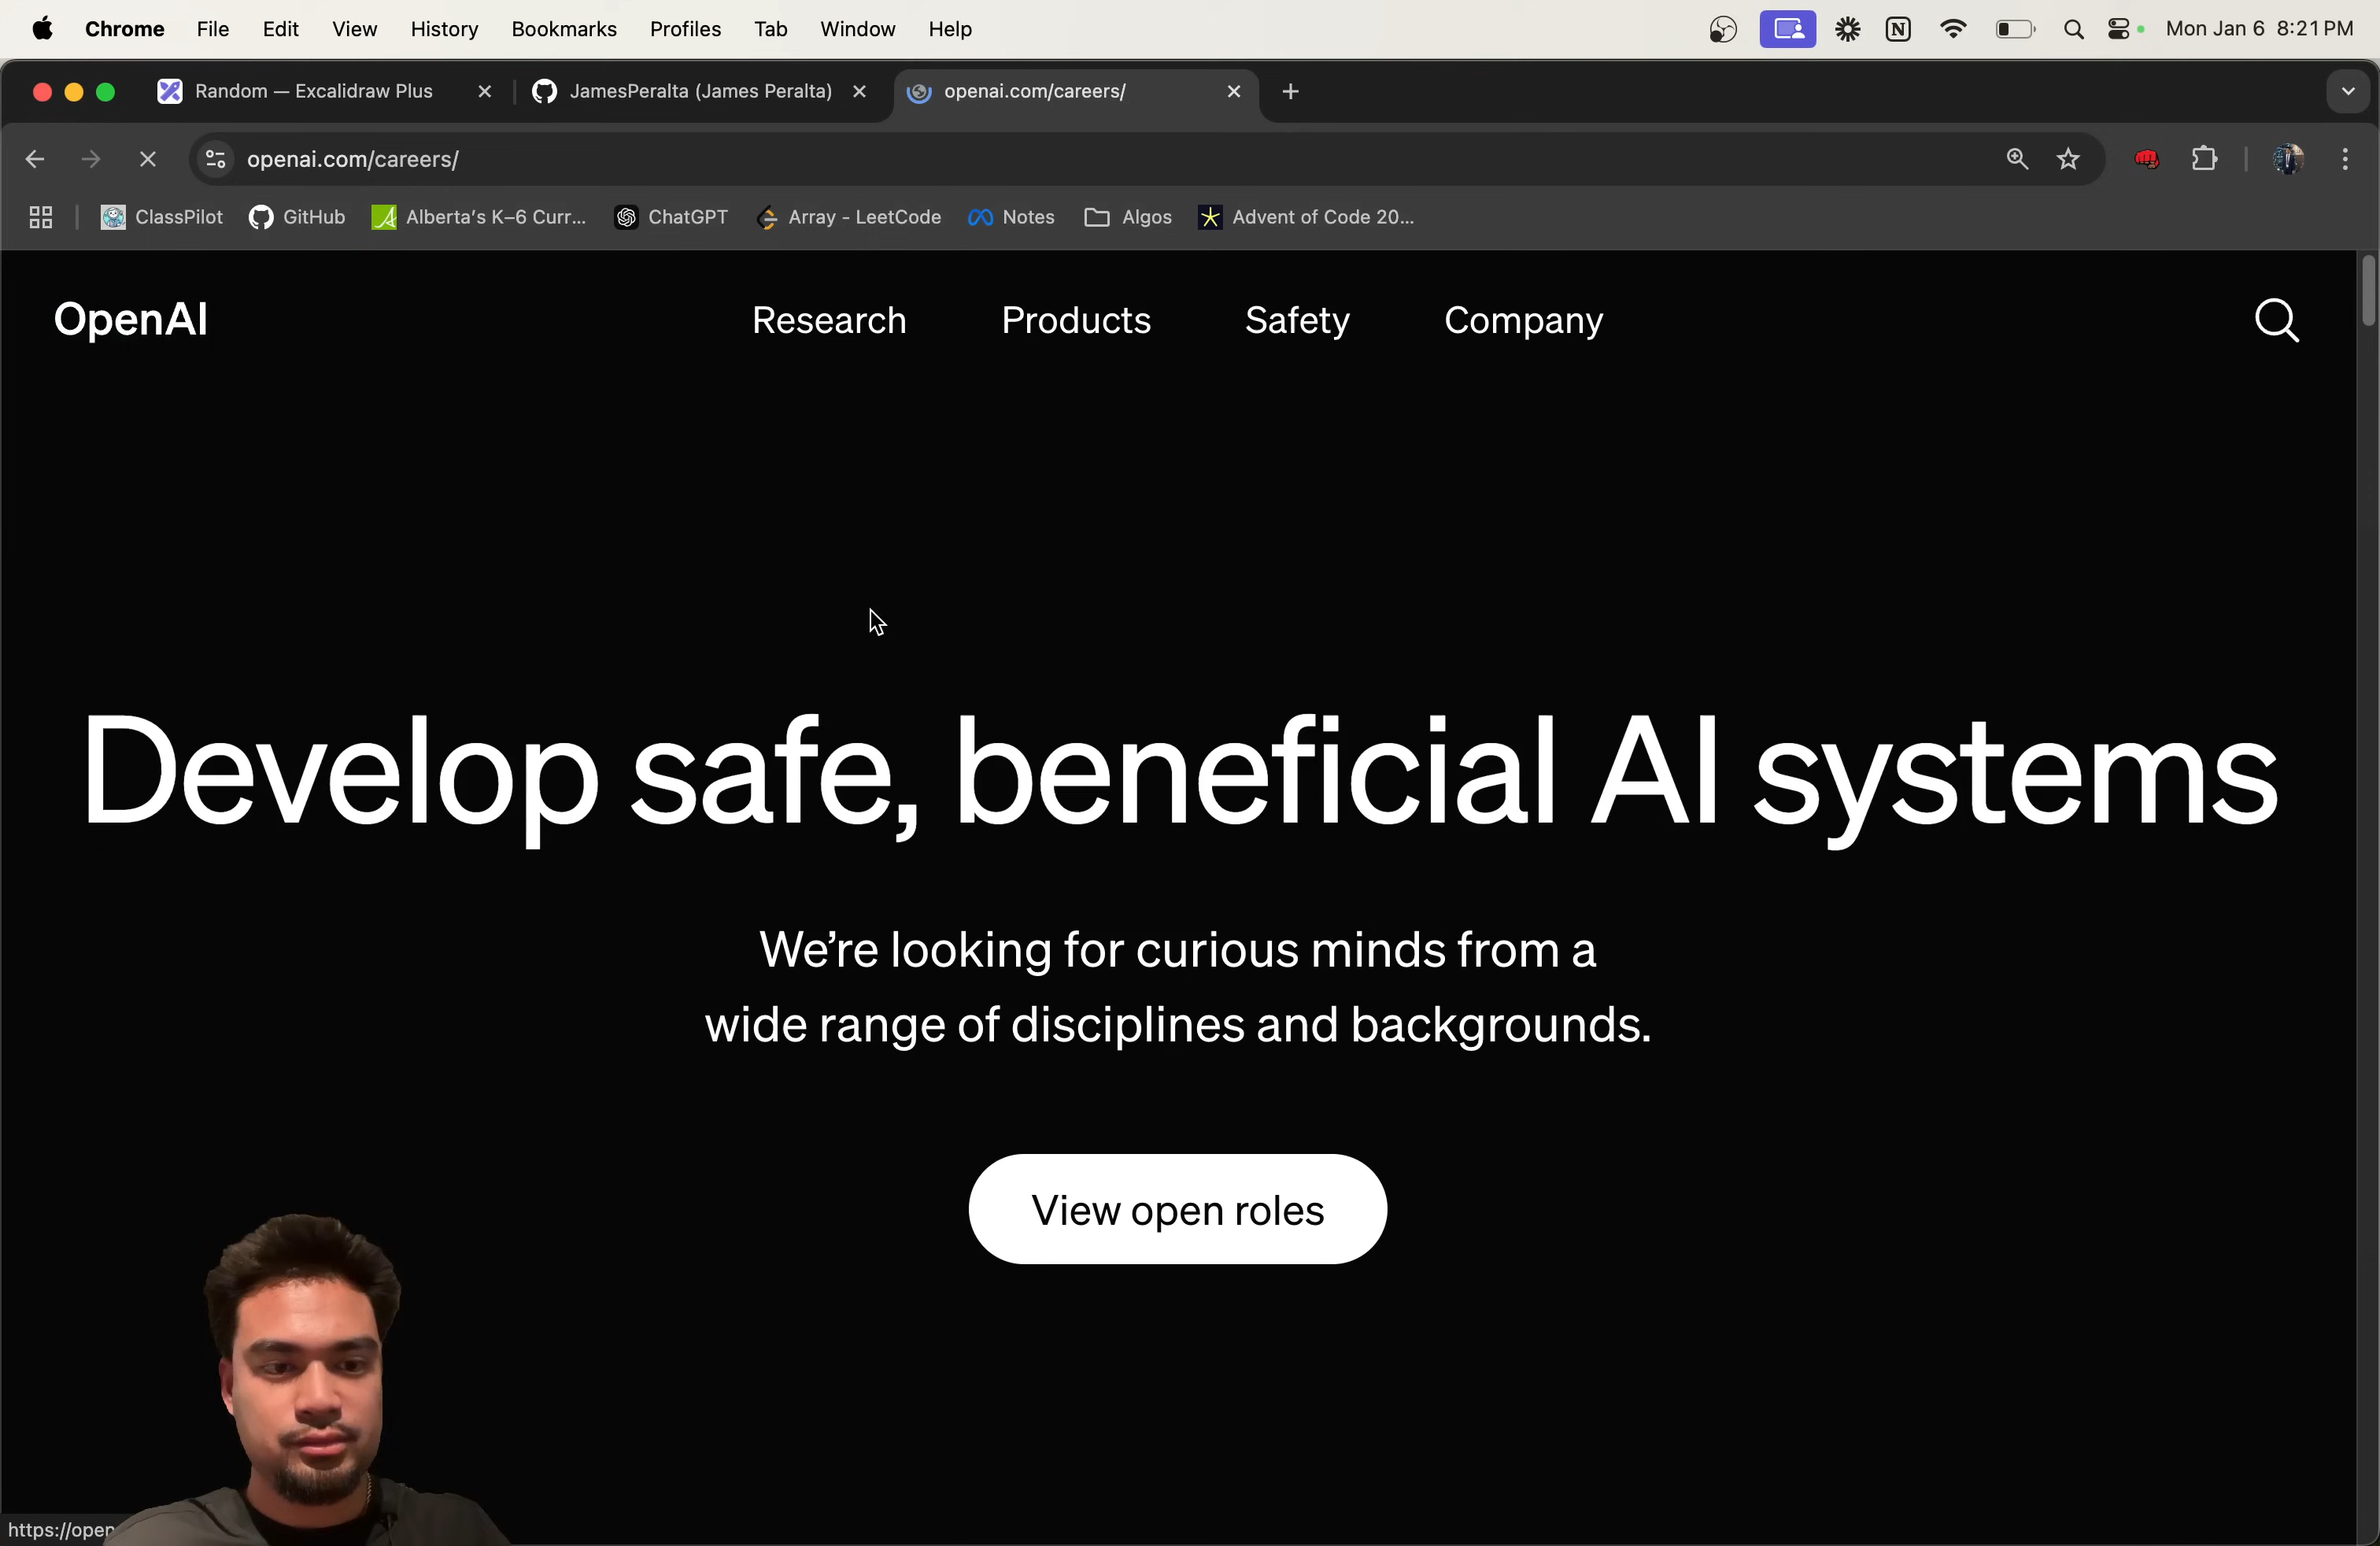 Chrome File Edit View History Bookmarks Profiles Tab Window Help Mon Jan 6 8:21 PM
Random — Excalidraw Plus JamesPeralta (James Peralta) openai.com/careers/
openai.com/careers/
ClassPilot GitHub Alberta's K–6 Curr... ChatGPT Array - LeetCode Notes Algos Advent of Code 20...
OpenAI Research Products Safety Company
Develop safe, beneficial AI systems
We’re looking for curious minds from a
wide range of disciplines and backgrounds.
View open roles
https://open